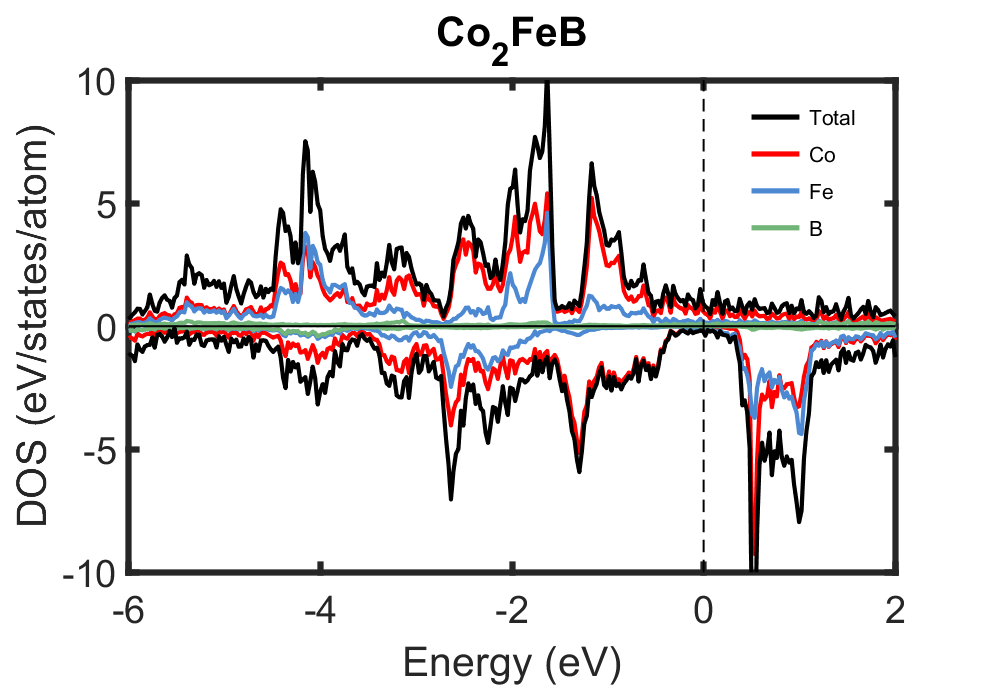 Co₂FeB
10
5
0
-5
-10
DOS (eV/states/atom)
Total
Co
Fe
B
-6 -4 -2 0 2
Energy (eV)